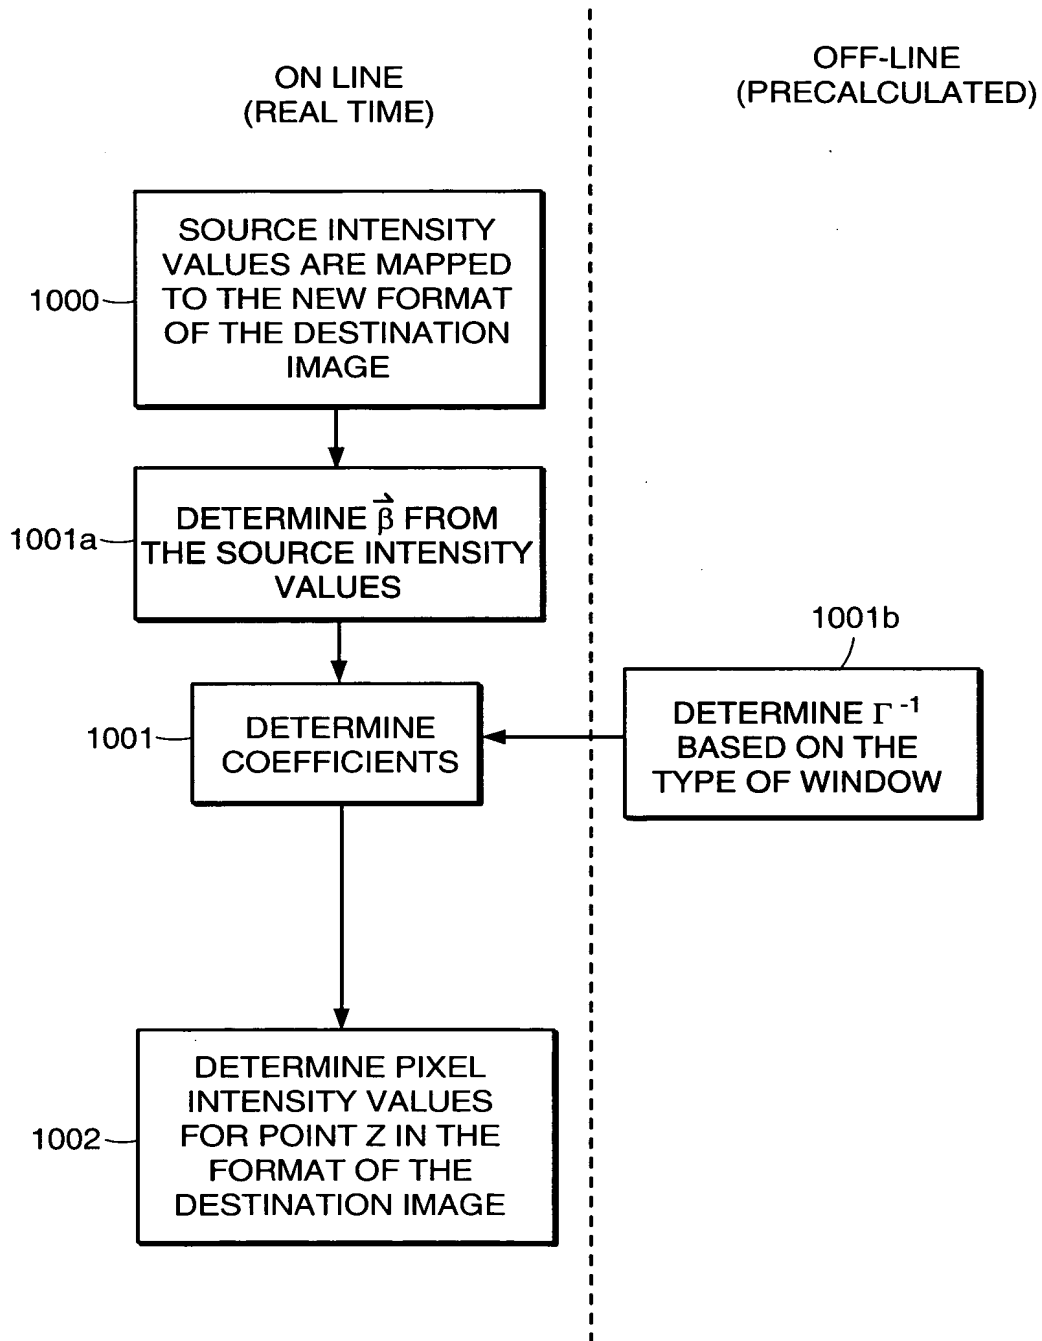 ON LINE
(REAL TIME)
OFF-LINE
(PRECALCULATED)
1000
SOURCE INTENSITY
VALUES ARE MAPPED
TO THE NEW FORMAT
OF THE DESTINATION
IMAGE
1001a
DETERMINE β⃗ FROM
THE SOURCE INTENSITY
VALUES
1001
DETERMINE
COEFFICIENTS
1001b
DETERMINE Γ⁻¹
BASED ON THE
TYPE OF WINDOW
1002
DETERMINE PIXEL
INTENSITY VALUES
FOR POINT Z IN THE
FORMAT OF THE
DESTINATION IMAGE